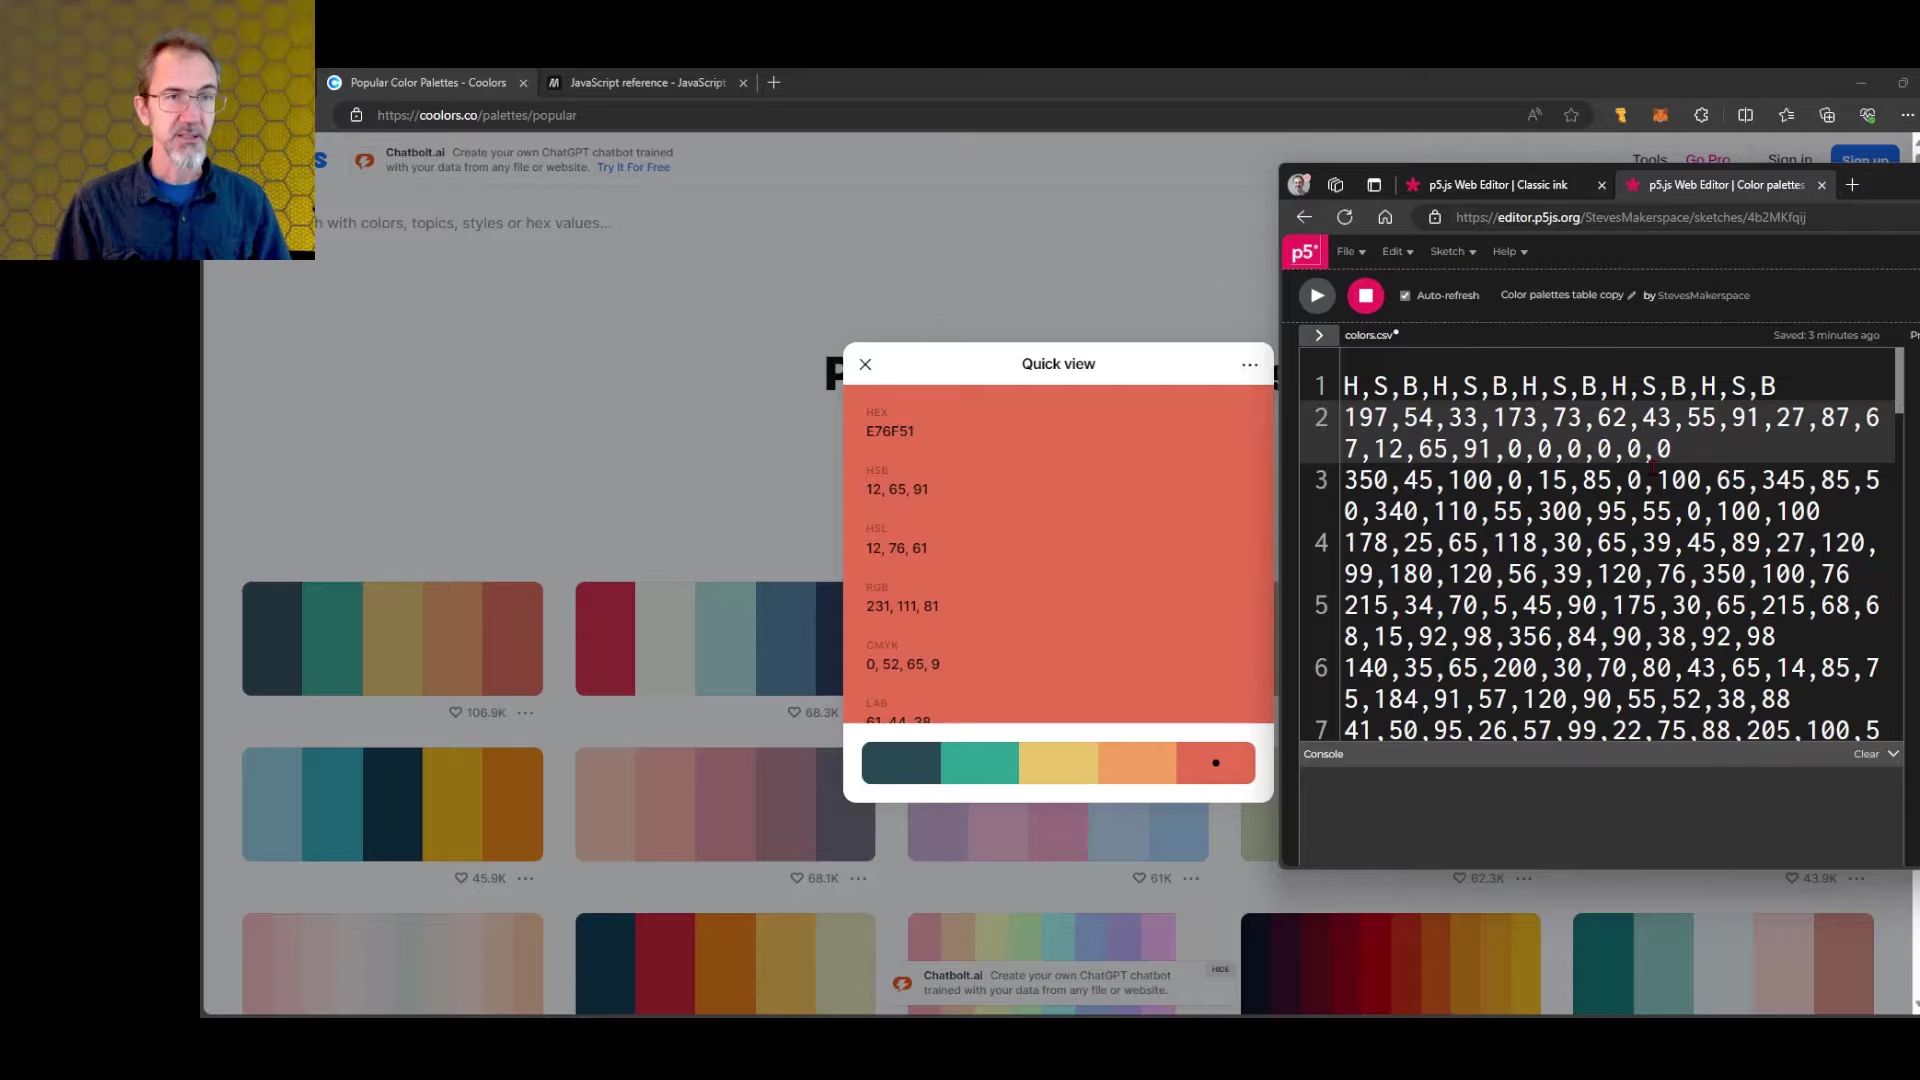 Popular Color Palettes - Coolors
JavaScript reference - JavaScript
https://coolors.co/palettes/popular
Chatbolt.ai Create your own ChatGPT chatbot trained
with your data from any file or website. Try It For Free
Tools Go Pro Sign in Sign up
h with colors, topics, styles or hex values...
P
Quick view
HEX
E76F51
HSB
12, 65, 91
HSL
12, 76, 61
RGB
231, 111, 81
CMYK
0, 52, 65, 9
LAB
61, 44, 38
106.9K
68.3K
45.9K
68.1K
61K
62.3K
43.9K
Chatbolt.ai Create your own ChatGPT chatbot
trained with your data from any file or website.
HIDE
p5.js Web Editor | Classic ink
p5.js Web Editor | Color palettes
https://editor.p5js.org/StevesMakerspace/sketches/4b2MKfqij
p5* File Edit Sketch Help
Auto-refresh Color palettes table copy by StevesMakerspace
colors.csv Saved: 3 minutes ago Pr
1 H,S,B,H,S,B,H,S,B,H,S,B,H,S,B
2 197,54,33,173,73,62,43,55,91,27,87,6
7,12,65,91,0,0,0,0,0,0
3 350,45,100,0,15,85,0,100,65,345,85,5
0,340,110,55,300,95,55,0,100,100
4 178,25,65,118,30,65,39,45,89,27,120,
99,180,120,56,39,120,76,350,100,76
5 215,34,70,5,45,90,175,30,65,215,68,6
8,15,92,98,356,84,90,38,92,98
6 140,35,65,200,30,70,80,43,65,14,85,7
5,184,91,57,120,90,55,52,38,88
7 41,50,95,26,57,99,22,75,88,205,100,5
Console Clear